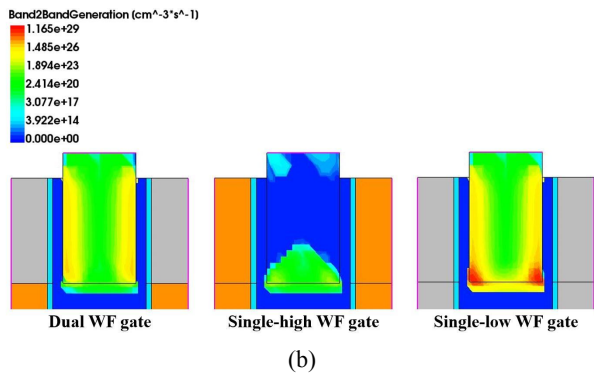 Band2BandGeneration (cm^-3*s^-1)
1.165e+29
1.485e+26
1.894e+23
2.414e+20
3.077e+17
3.922e+14
0.000e+00
Dual WF gate
Single-high WF gate
Single-low WF gate
(b)